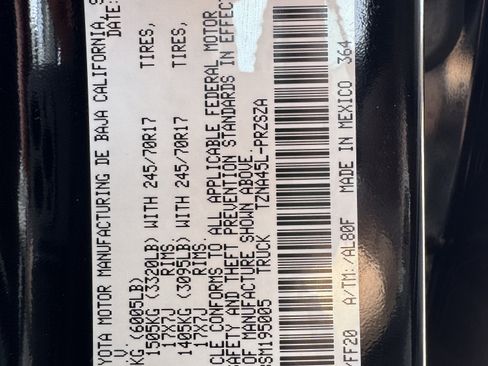 YOTA MOTOR MANUFACTURING DE BAJA CALIFORNIA,
DATE:
KG (6005LB)
1505KG (3320LB) WITH 245/70R17 TIRES,
17X7J RIMS.
1405KG (3095LB) WITH 245/70R17 TIRES,
17X7J RIMS.
CLE CONFORMS TO ALL APPLICABLE FEDERAL MOTOR
SAFETY AND THEFT PREVENTION STANDARDS IN EFFECT
OF MANUFACTURE SHOWN ABOVE.
SM195005 TRUCK TZNA45L-PRZSZA
/FF20 A/TM:/AL80F MADE IN MEXICO 364